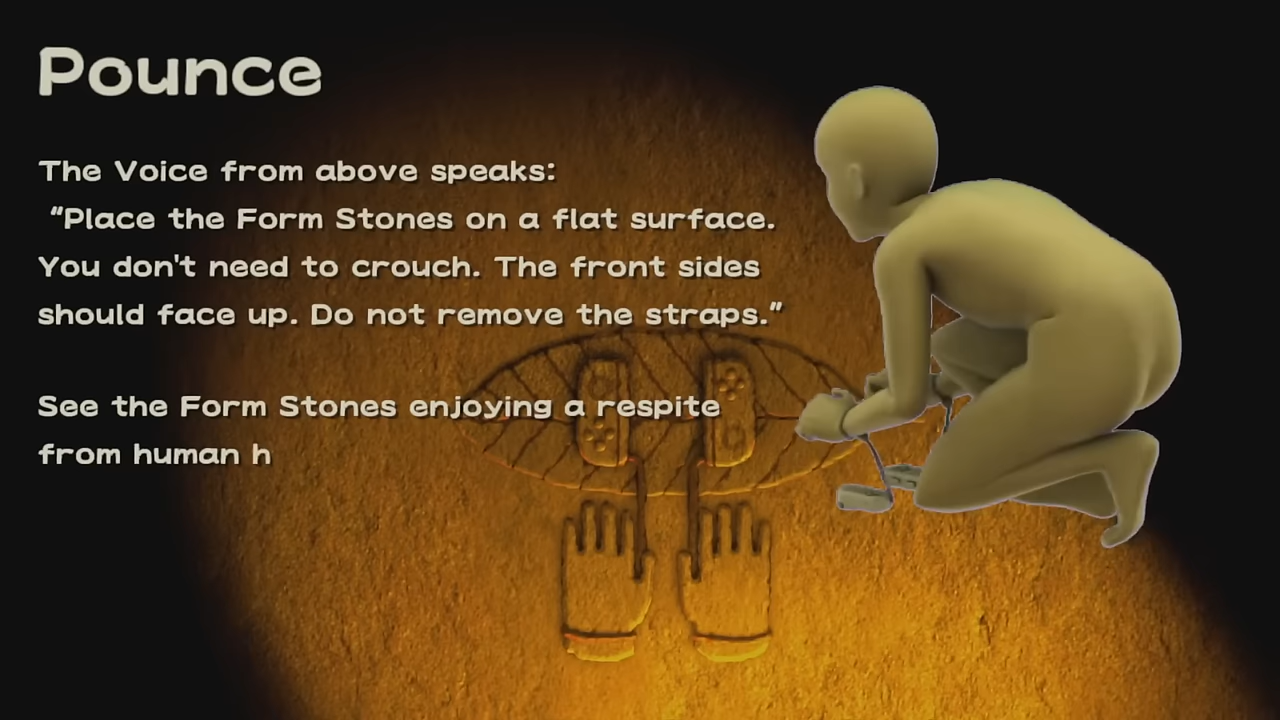 Pounce
The Voice from above speaks:
“Place the Form Stones on a flat surface.
You don't need to crouch. The front sides
should face up. Do not remove the straps.”
See the Form Stones enjoying a respite
from human h